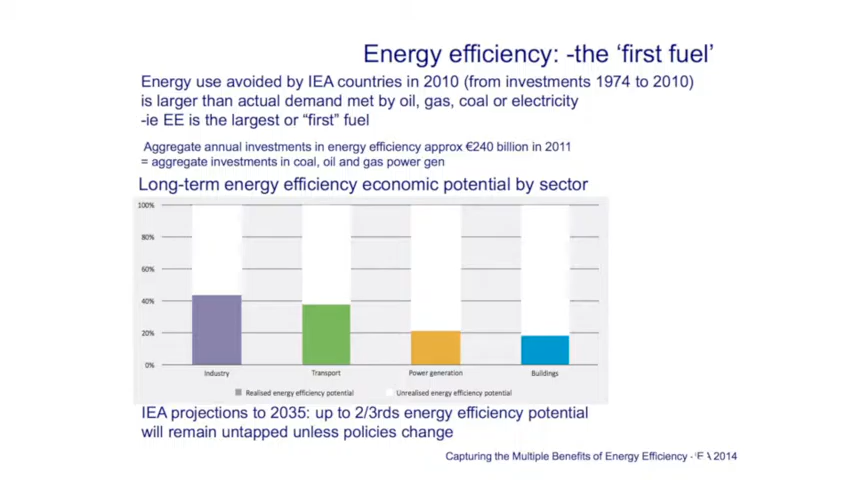 Energy efficiency: -the ‘first fuel’
Energy use avoided by IEA countries in 2010 (from investments 1974 to 2010)
is larger than actual demand met by oil, gas, coal or electricity
-ie EE is the largest or “first” fuel
Aggregate annual investments in energy efficiency approx €240 billion in 2011
= aggregate investments in coal, oil and gas power gen
Long-term energy efficiency economic potential by sector
100%
80%
60%
40%
20%
0%
Industry Transport Power generation Buildings
Realised energy efficiency potential Unrealised energy efficiency potential
IEA projections to 2035: up to 2/3rds energy efficiency potential
will remain untapped unless policies change
Capturing the Multiple Benefits of Energy Efficiency - 2014